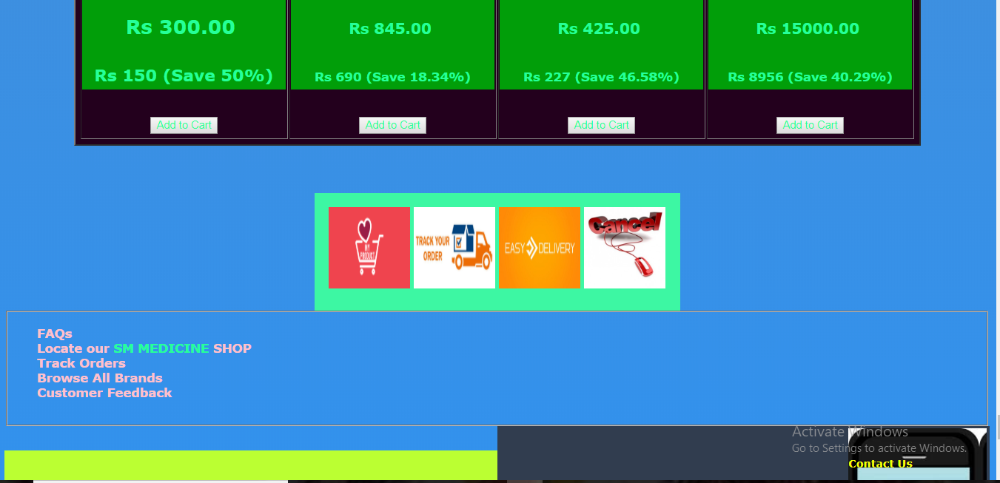 Rs 300.00 Rs 845.00 Rs 425.00 Rs 15000.00
Rs 150 (Save 50%) Rs 690 (Save 18.34%) Rs 227 (Save 46.58%) Rs 8956 (Save 40.29%)
Add to Cart Add to Cart Add to Cart Add to Cart
MY
PRODUCT
TRACK YOUR
ORDER
EASY DELIVERY
Cancel
FAQs
Locate our SM MEDICINE SHOP
Track Orders
Browse All Brands
Customer Feedback
Activate Windows
Go to Settings to activate Windows.
Contact Us